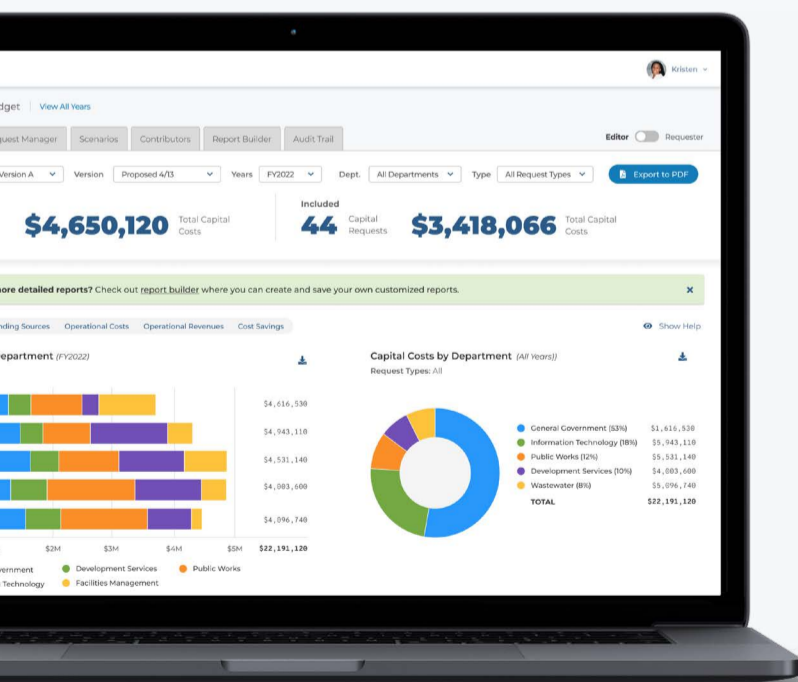 Kristen
dget | View All Years
quest Manager Scenarios Contributors Report Builder Audit Trail Editor Requester
Version A Version Proposed 4/13 Years FY2022 Dept. All Departments Type All Request Types Export to PDF
Included
$4,650,120 Total Capital Costs 44 Capital Requests $3,418,066 Total Capital Costs
ore detailed reports? Check out report builder where you can create and save your own customized reports. x
nding Sources Operational Costs Operational Revenues Cost Savings Show Help
epartment (FY2022)
Capital Costs by Department (All Years))
Request Types: All
$4,616,530
$4,943,110
$4,531,140
$4,003,600
$4,096,740
$2M $3M $4M $5M $22,191,120
vernment Development Services Public Works
Technology Facilities Management
General Government (53%) $1,616,530
Information Technology (18%) $5,943,110
Public Works (12%) $5,531,140
Development Services (10%) $4,003,600
Wastewater (8%) $5,096,740
TOTAL $22,191,120